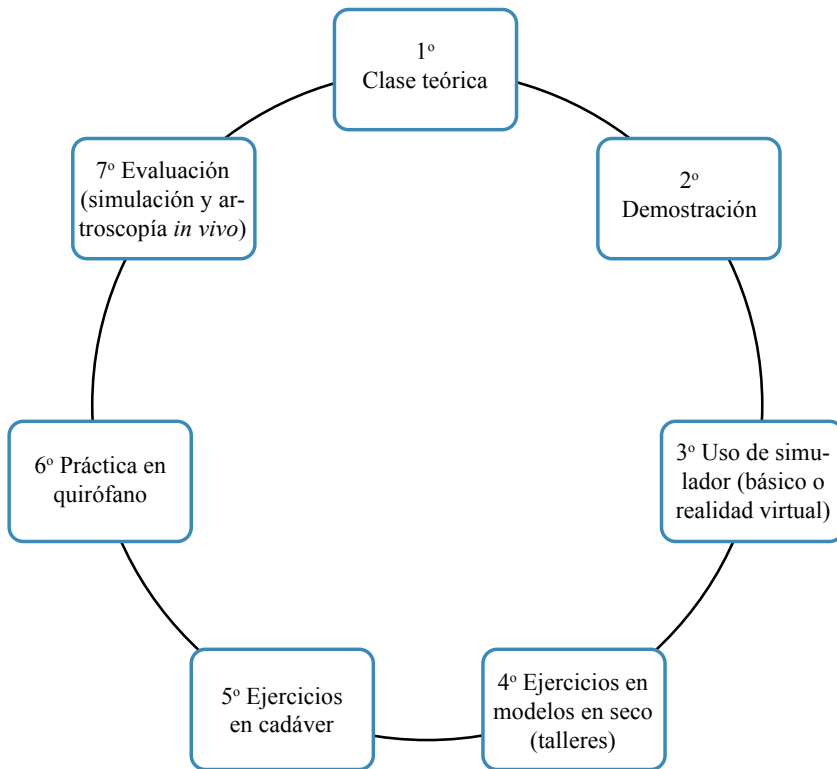 1º
Clase teórica
2º
Demostración
3º Uso de simu-
lador (básico o
realidad virtual)
4º Ejercicios en
modelos en seco
(talleres)
5º Ejercicios
en cadáver
6º Práctica en
quirófano
7º Evaluación
(simulación y ar-
troscopía in vivo)